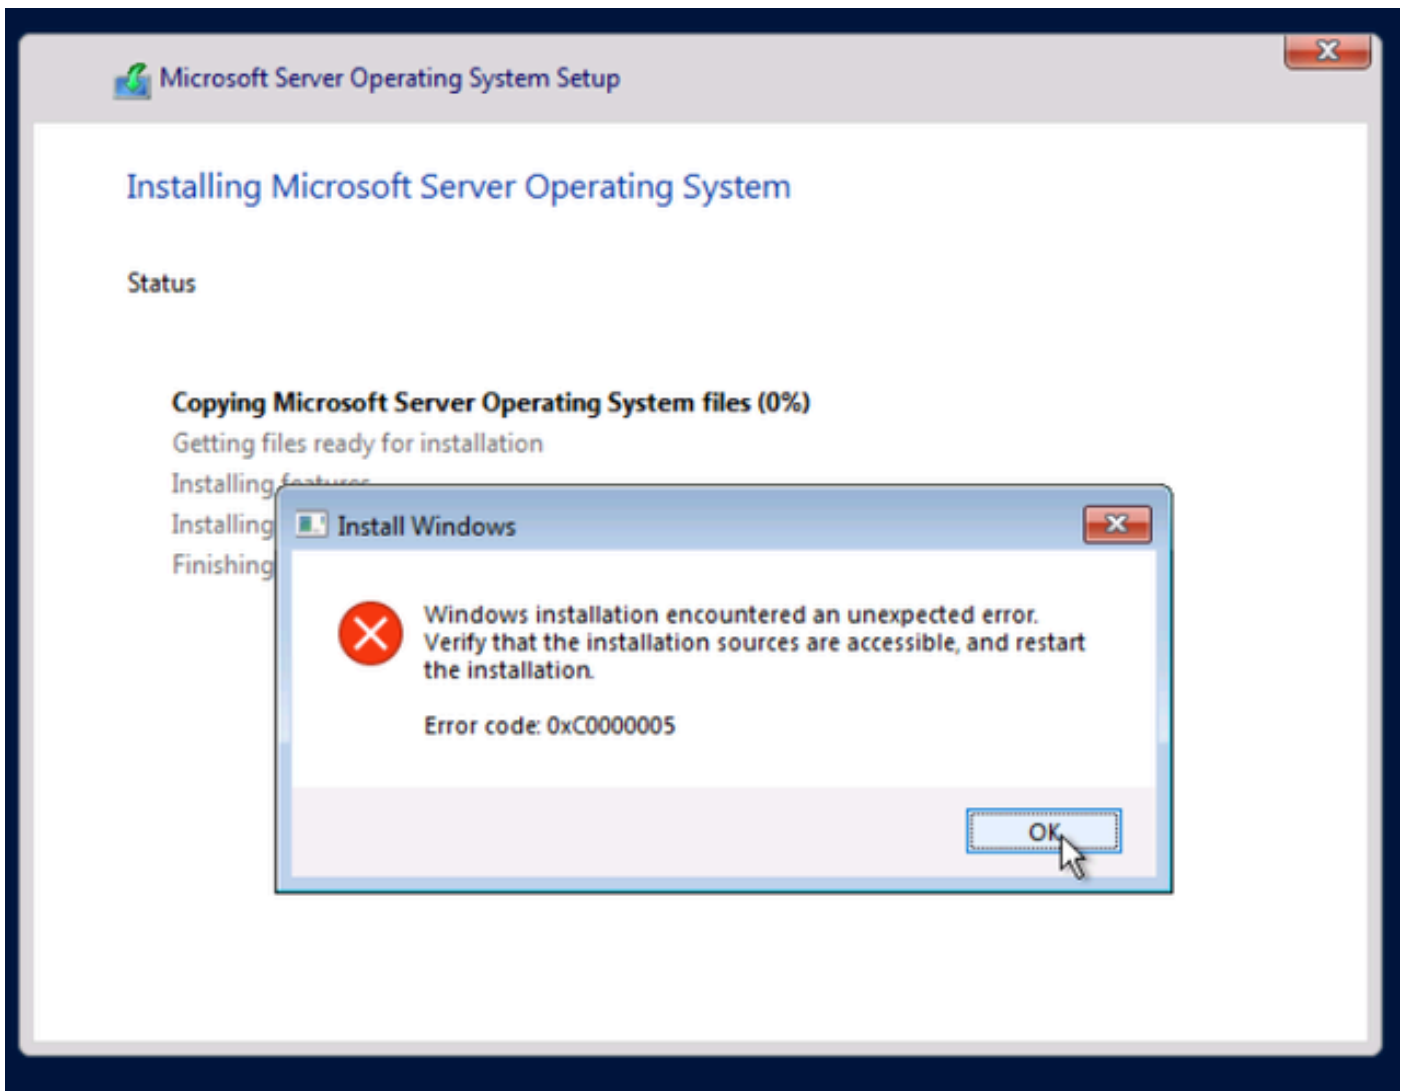 Microsoft Server Operating System Setup
Installing Microsoft Server Operating System
Status
Copying Microsoft Server Operating System files (0%)
Getting files ready for installation
Installing features
Installing
Finishing
Install Windows
Windows installation encountered an unexpected error.
Verify that the installation sources are accessible, and restart
the installation.
Error code: 0xC0000005
OK